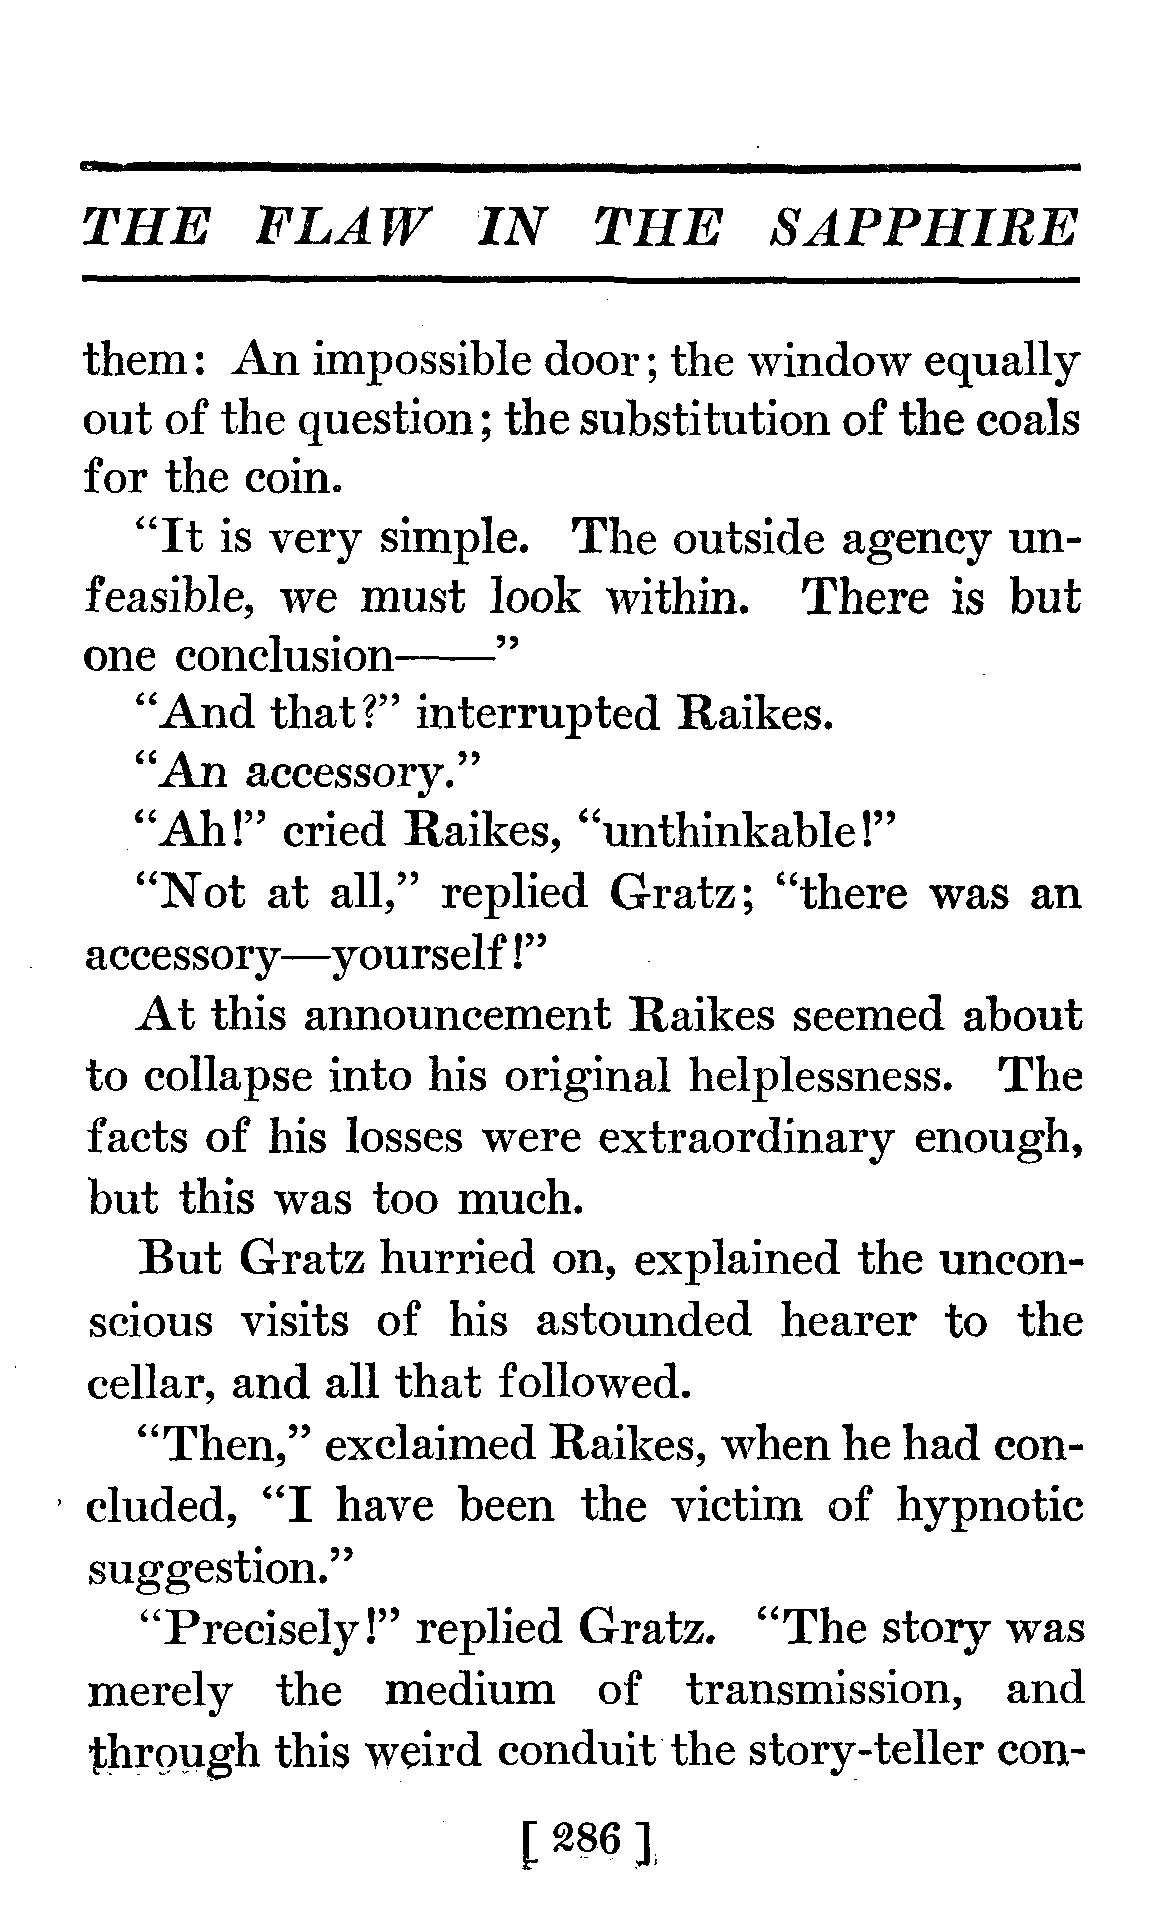 THE FLAW IN THE SAPPHIRE
them: An impossible door; the window equally
out of the question; the substitution of the coals
for the coin.
“It is very simple. The outside agency un-
feasible, we must look within. There is but
one conclusion——”
“And that?” interrupted Raikes.
“An accessory.”
“Ah!” cried Raikes, “unthinkable!”
“Not at all,” replied Gratz; “there was an
accessory—yourself!”
At this announcement Raikes seemed about
to collapse into his original helplessness. The
facts of his losses were extraordinary enough,
but this was too much.
But Gratz hurried on, explained the uncon-
scious visits of his astounded hearer to the
cellar, and all that followed.
“Then,” exclaimed Raikes, when he had con-
cluded, “I have been the victim of hypnotic
suggestion.”
“Precisely!” replied Gratz. “The story was
merely the medium of transmission, and
through this weird conduit the story-teller con-
[ 286 ]